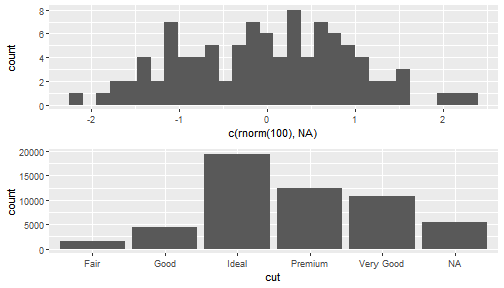 8
6
4
2
0
count
-2 -1 0 1 2
c(rnorm(100), NA)
20000
15000
10000
5000
0
count
Fair Good Ideal Premium Very Good NA
cut